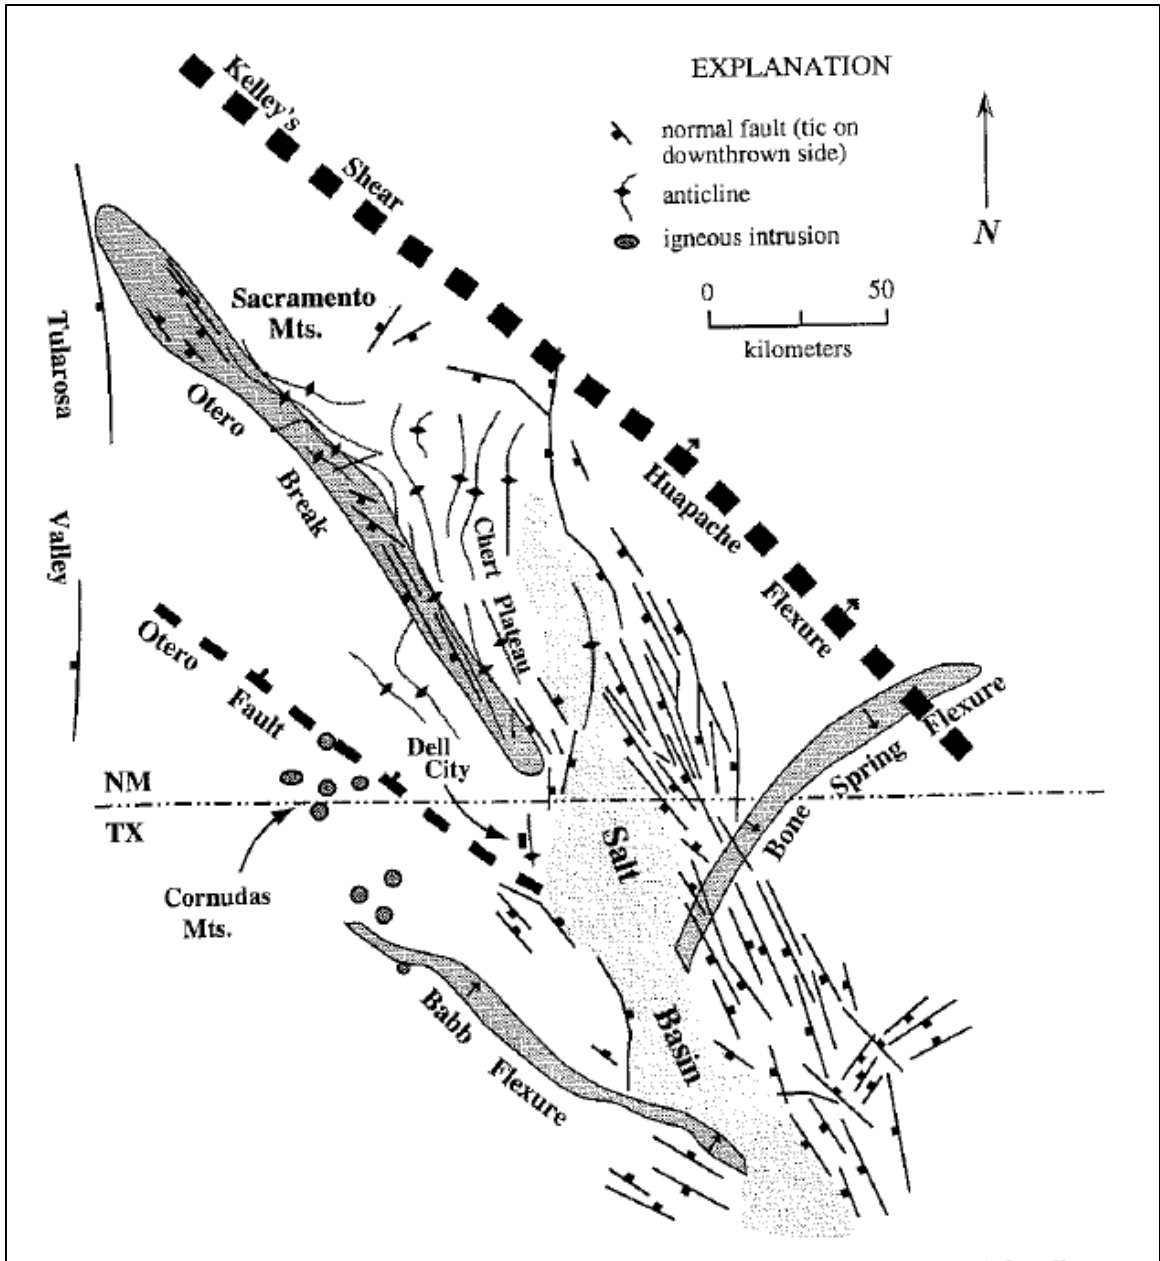 EXPLANATION
normal fault (tic on
downthrown side)
anticline
igneous intrusion
N
0 50
kilometers
Kelley's
Shear
Huapache
Flexure
Sacramento
Mts.
Tularosa
Valley
Otero
Break
Chert
Plateau
Otero
Fault
Dell
City
NM
TX
Cornudas
Mts.
Salt
Basin
Bone
Spring
Flexure
Babb
Flexure